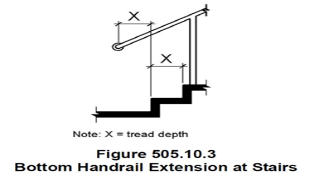 X
X
Note: X = tread depth
Figure 505.10.3
Bottom Handrail Extension at Stairs